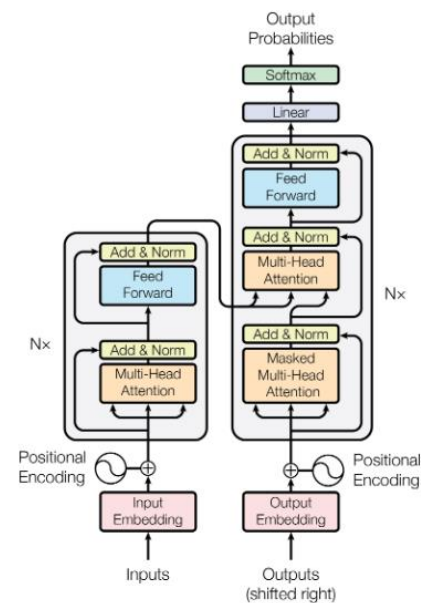 Output
Probabilities
Softmax
Linear
Add & Norm
Feed
Forward
Add & Norm
Multi-Head
Attention
Add & Norm
Masked
Multi-Head
Attention
N×
Add & Norm
Feed
Forward
Add & Norm
Multi-Head
Attention
N×
Positional
Encoding
Input
Embedding
Inputs
Positional
Encoding
Output
Embedding
Outputs
(shifted right)